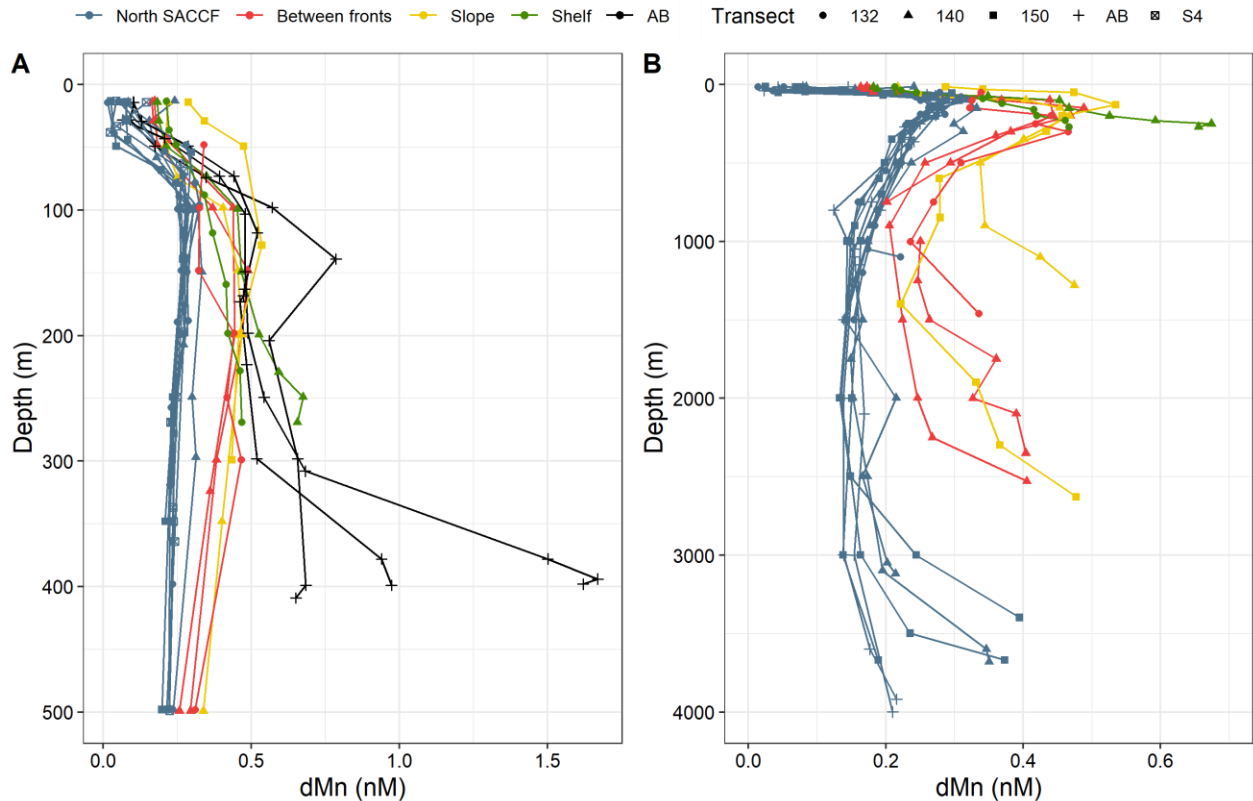 North SACCF Between fronts Slope Shelf AB Transect 132 140 150 AB S4
A
0
100
200
300
400
500
Depth (m)
0.0 0.5 1.0 1.5
dMn (nM)
B
0
1000
2000
3000
4000
Depth (m)
0.0 0.2 0.4 0.6
dMn (nM)